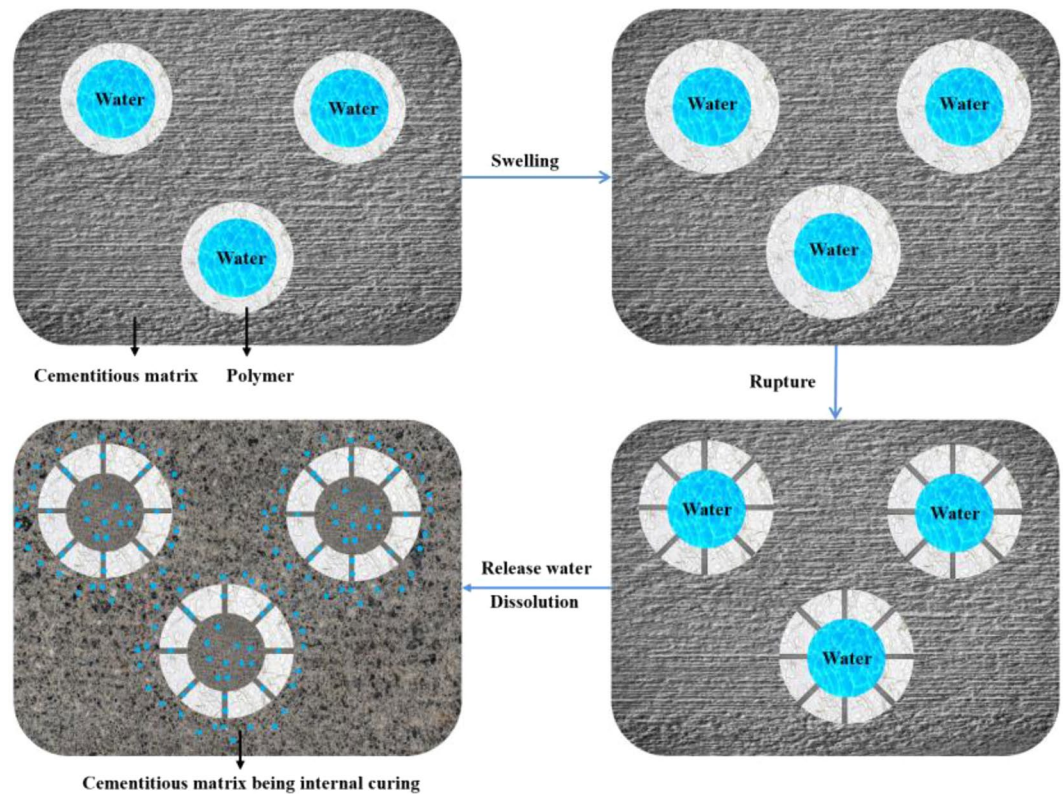 Water
Water
Water
Cementitious matrix
Polymer
Swelling
Water
Water
Water
Rupture
Water
Water
Water
Release water
Dissolution
Cementitious matrix being internal curing